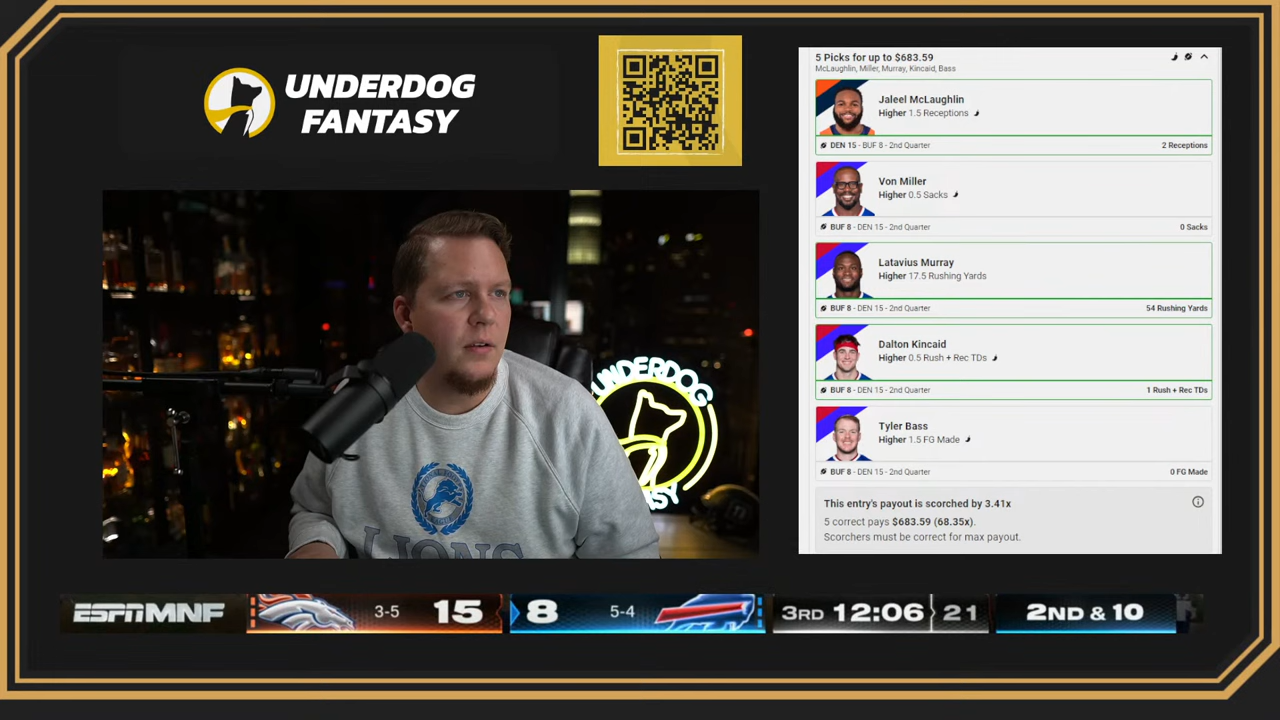 UNDERDOG
FANTASY
5 Picks for up to $683.59
McLaughlin, Miller, Murray, Kincaid, Bass
Jaleel McLaughlin
Higher 1.5 Receptions
DEN 15 - BUF 8 - 2nd Quarter
2 Receptions
Von Miller
Higher 0.5 Sacks
BUF 8 - DEN 15 - 2nd Quarter
0 Sacks
Latavius Murray
Higher 17.5 Rushing Yards
BUF 8 - DEN 15 - 2nd Quarter
54 Rushing Yards
Dalton Kincaid
Higher 0.5 Rush + Rec TDs
BUF 8 - DEN 15 - 2nd Quarter
1 Rush + Rec TDs
Tyler Bass
Higher 1.5 FG Made
BUF 8 - DEN 15 - 2nd Quarter
0 FG Made
This entry's payout is scorched by 3.41x
5 correct pays $683.59 (68.35x).
Scorchers must be correct for max payout.
UNDERDOG
LIONS
ESPN MNF
3-5
15
8
5-4
3RD 12:06
21
2ND & 10